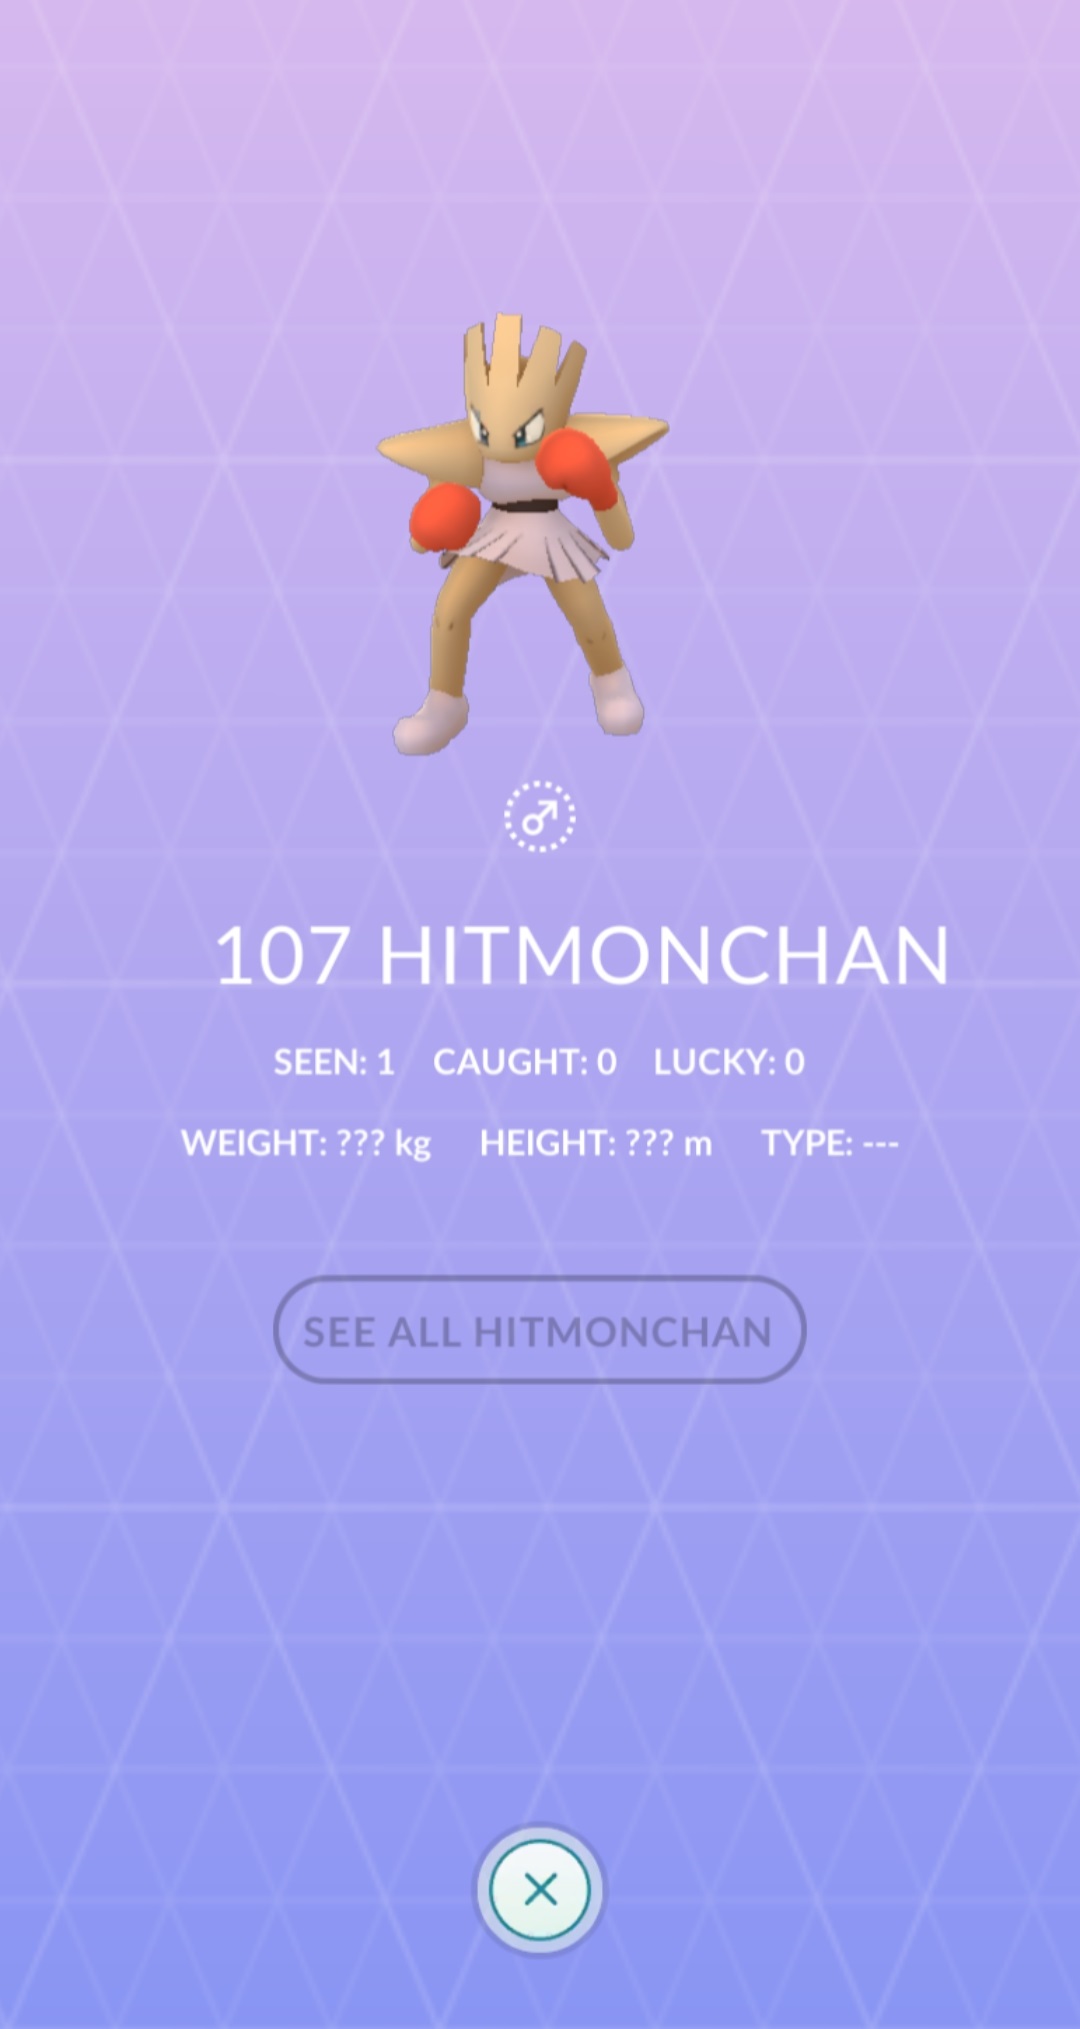 107 HITMONCHAN
SEEN: 1 CAUGHT: 0 LUCKY: 0
WEIGHT: ??? kg HEIGHT: ??? m TYPE: ---
SEE ALL HITMONCHAN